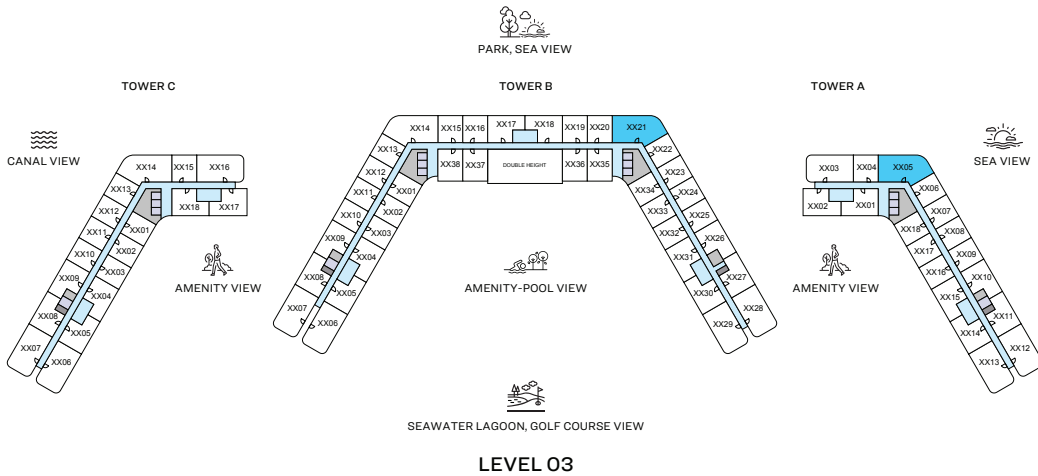 PARK, SEA VIEW
TOWER C
TOWER B
TOWER A
CANAL VIEW
SEA VIEW
XX14
XX15
XX16
XX13
XX12
XX11
XX10
XX09
XX08
XX07
XX18
XX17
XX01
XX02
XX03
XX04
XX05
XX06
XX14
XX15
XX16
XX17
XX18
XX19
XX20
XX21
XX13
XX12
XX11
XX10
XX09
XX08
XX07
XX38
XX37
DOUBLE HEIGHT
XX36
XX35
XX01
XX02
XX03
XX04
XX05
XX06
XX22
XX23
XX24
XX25
XX26
XX27
XX28
XX34
XX33
XX32
XX31
XX30
XX29
XX03
XX04
XX05
XX02
XX01
XX06
XX07
XX08
XX09
XX10
XX11
XX12
XX18
XX17
XX16
XX15
XX14
XX13
AMENITY VIEW
AMENITY-POOL VIEW
AMENITY VIEW
SEAWATER LAGOON, GOLF COURSE VIEW
LEVEL 03